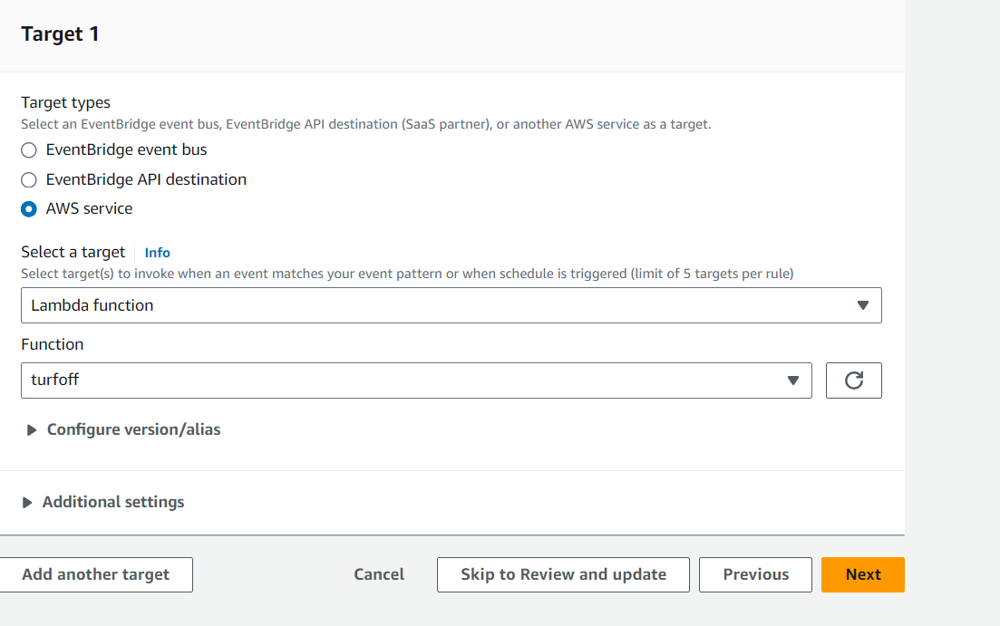 Target 1
Target types
Select an EventBridge event bus, EventBridge API destination (SaaS partner), or another AWS service as a target.
EventBridge event bus
EventBridge API destination
AWS service
Select a target Info
Select target(s) to invoke when an event matches your event pattern or when schedule is triggered (limit of 5 targets per rule)
Lambda function
Function
turfoff
Configure version/alias
Additional settings
Add another target Cancel Skip to Review and update Previous Next